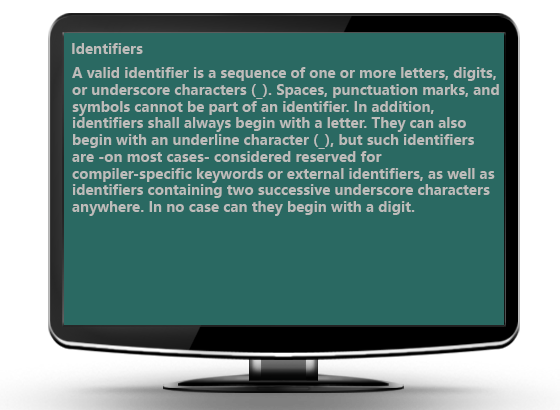 Identifiers
A valid identifier is a sequence of one or more letters, digits,
or underscore characters (_). Spaces, punctuation marks, and
symbols cannot be part of an identifier. In addition,
identifiers shall always begin with a letter. They can also
begin with an underline character (_), but such identifiers
are -on most cases- considered reserved for
compiler-specific keywords or external identifiers, as well as
identifiers containing two successive underscore characters
anywhere. In no case can they begin with a digit.